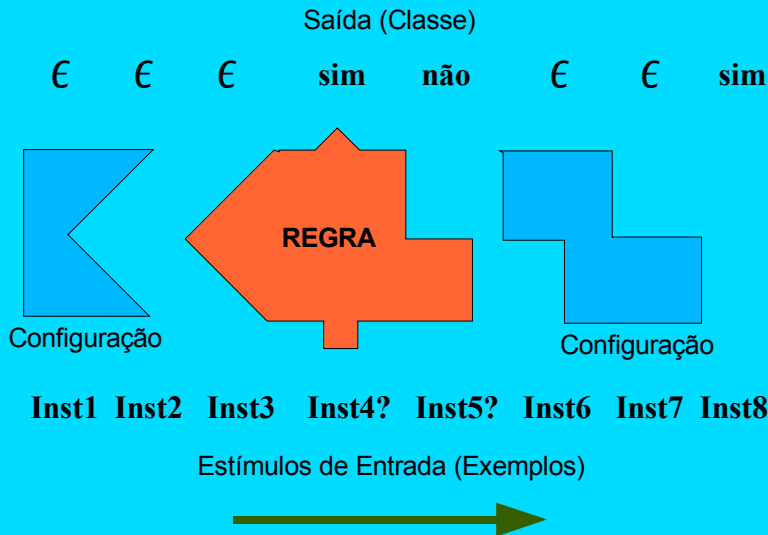 Saída (Classe)
ϵ ϵ ϵ sim não ϵ ϵ sim
REGRA
Configuração
Configuração
Inst1 Inst2 Inst3 Inst4? Inst5? Inst6 Inst7 Inst8
Estímulos de Entrada (Exemplos)